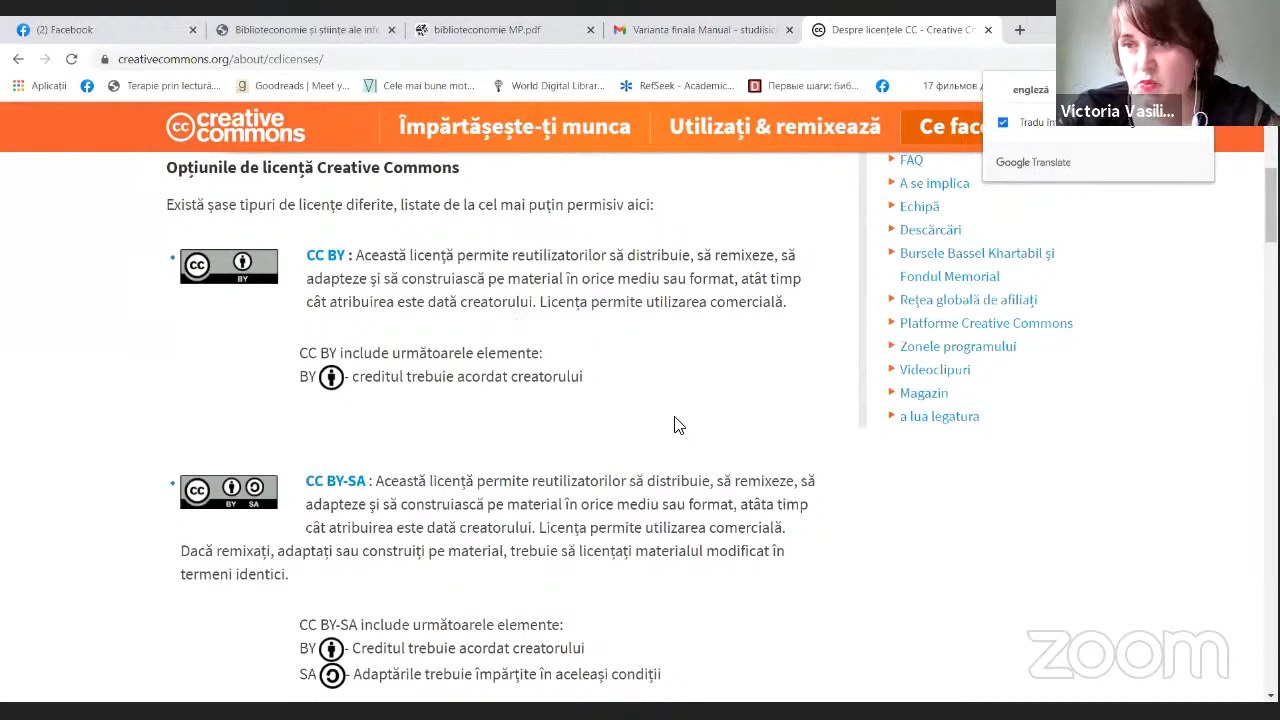 (1) Facebook
Biblioteconomie și științe ale info
biblioteconomie MP.pdf
Varianta finala Manual - studiisic
Despre licențele CC - Creative Co
creativecommons.org/about/cclicenses/
Aplicații
Terapie prin lectură...
Goodreads | Meet y...
Cele mai bune mot...
World Digital Librar...
RefSeek - Academic...
Первые шаги: биб...
17 фильмов д
engleză
Tradu în
Google Translate
Victoria Vasili...
cc creative commons
Împărtășește-ți munca
Utilizați & remixează
Ce fac
Opțiunile de licență Creative Commons
Există șase tipuri de licențe diferite, listate de la cel mai puțin permisiv aici:
cc BY
CC BY : Această licență permite reutilizatorilor să distribuie, să remixeze, să
adapteze și să construiască pe material în orice mediu sau format, atât timp
cât atribuirea este dată creatorului. Licența permite utilizarea comercială.
CC BY include următoarele elemente:
BY - creditul trebuie acordat creatorului
cc BY SA
CC BY-SA : Această licență permite reutilizatorilor să distribuie, să remixeze, să
adapteze și să construiască pe material în orice mediu sau format, atâta timp
cât atribuirea este dată creatorului. Licența permite utilizarea comercială.
Dacă remixați, adaptați sau construiți pe material, trebuie să licențați materialul modificat în
termeni identici.
CC BY-SA include următoarele elemente:
BY - Creditul trebuie acordat creatorului
SA - Adaptările trebuie împărțite în aceleași condiții
FAQ
A se implica
Echipă
Descărcări
Bursele Bassel Khartabil și
Fondul Memorial
Rețea globală de afiliați
Platforme Creative Commons
Zonele programului
Videoclipuri
Magazin
a lua legatura
zoom